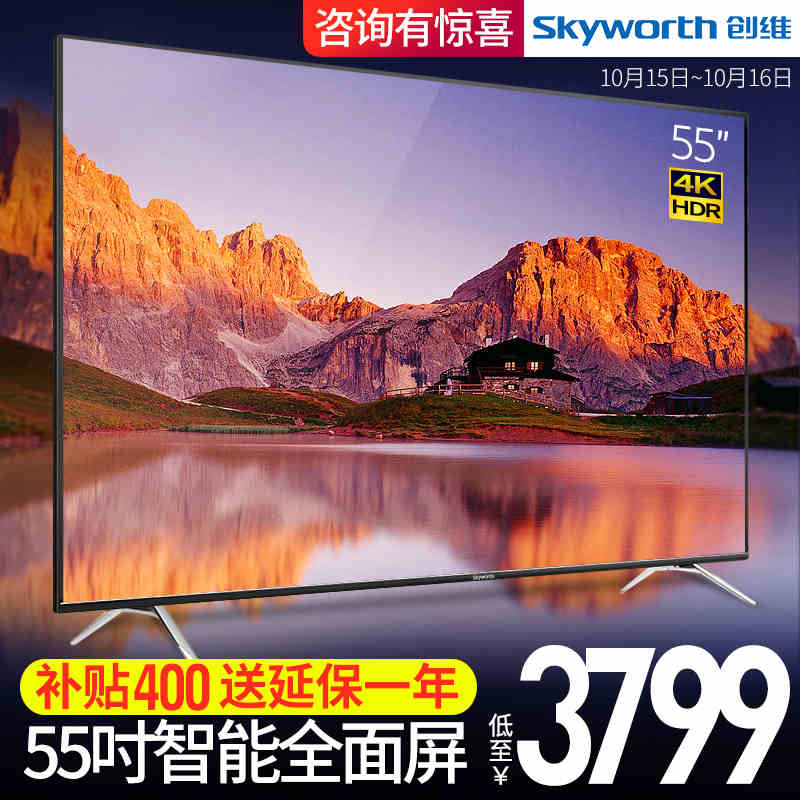 咨询有惊喜
Skyworth 创维
10月15日~10月16日
55"
4K
HDR
Skyworth
补贴400 送延保一年
55吋智能全面屏
低至¥
3799